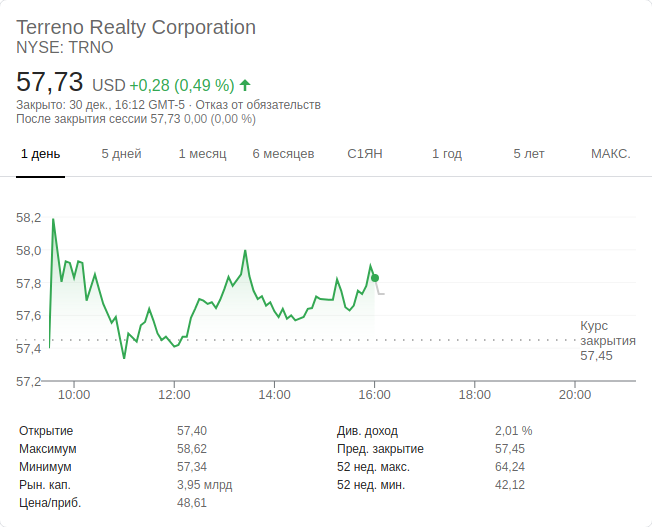 Terreno Realty Corporation
NYSE: TRNO
57,73 USD +0,28 (0,49 %)
Закрыто: 30 дек., 16:12 GMT-5 · Отказ от обязательств
После закрытия сессии 57,73 0,00 (0,00 %)
1 день 5 дней 1 месяц 6 месяцев С1ЯН 1 год 5 лет МАКС.
58,2
58,0
57,8
57,6
Курс
закрытия
57,45
57,4
57,2
10:00 12:00 14:00 16:00 18:00 20:00
Открытие 57,40 Див. доход 2,01 %
Максимум 58,62 Пред. закрытие 57,45
Минимум 57,34 52 нед. макс. 64,24
Рын. кап. 3,95 млрд 52 нед. мин. 42,12
Цена/приб. 48,61